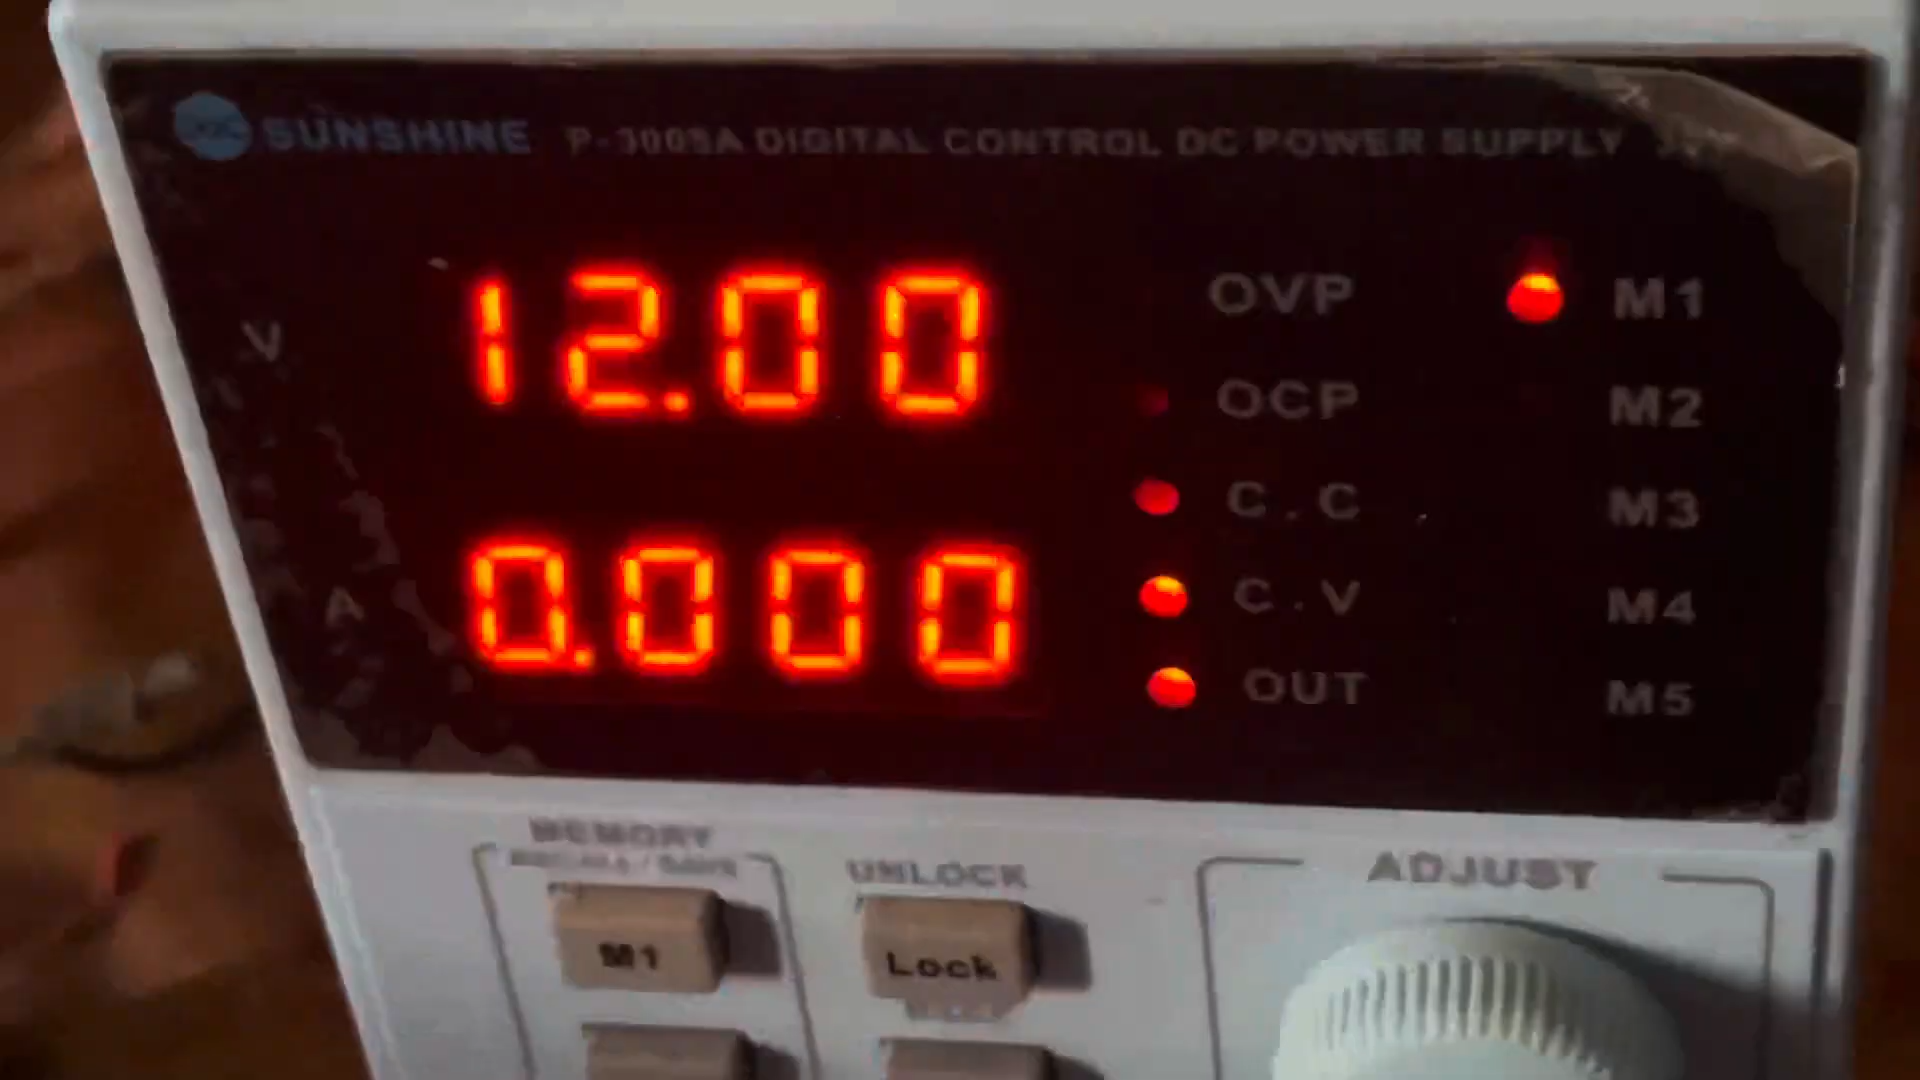 SUNSHINE P-3005A DIGITAL CONTROL DC POWER SUPPLY
V 12.00
A 0.000
OVP
OCP
C.C
C.V
OUT
M1
M2
M3
M4
M5
MEMORY
M1
UNLOCK
Lock
ADJUST